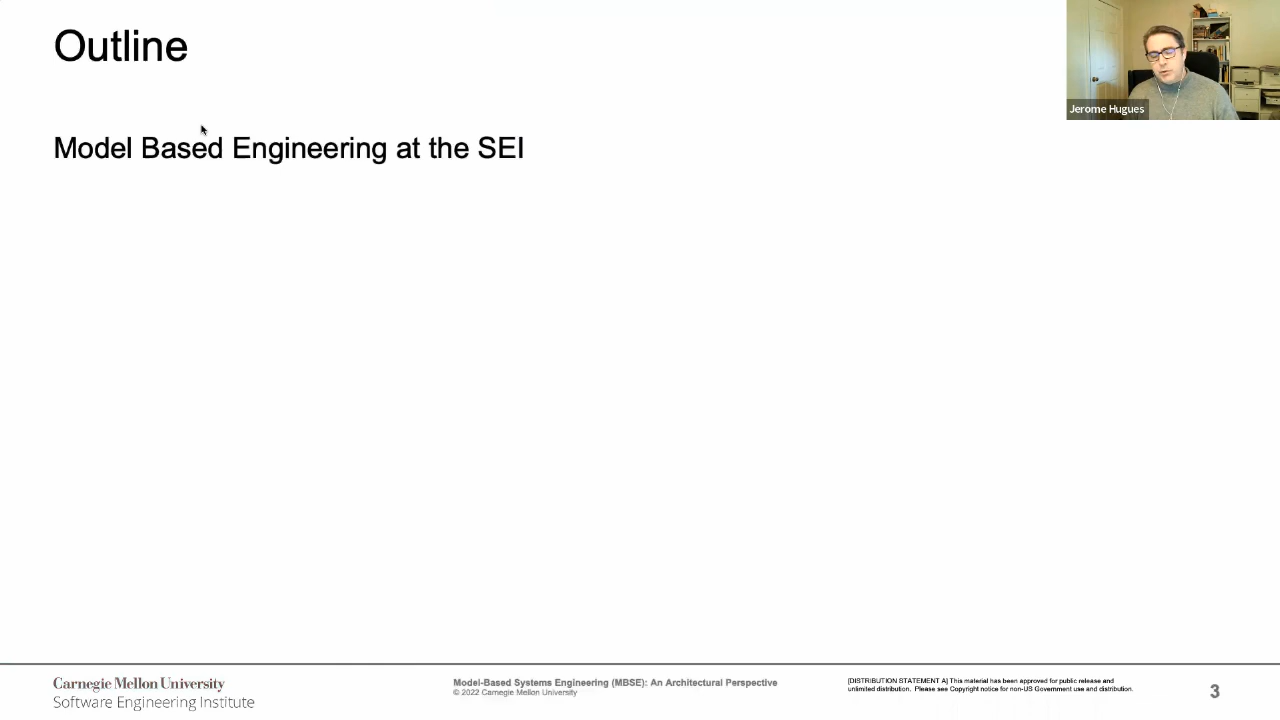 Outline
Jerome Hugues
Model Based Engineering at the SEI
Carnegie Mellon University
Software Engineering Institute
Model-Based Systems Engineering (MBSE): An Architectural Perspective
© 2022 Carnegie Mellon University
[DISTRIBUTION STATEMENT A] This material has been approved for public release and
unlimited distribution. Please see Copyright notice for non-US Government use and distribution.
3